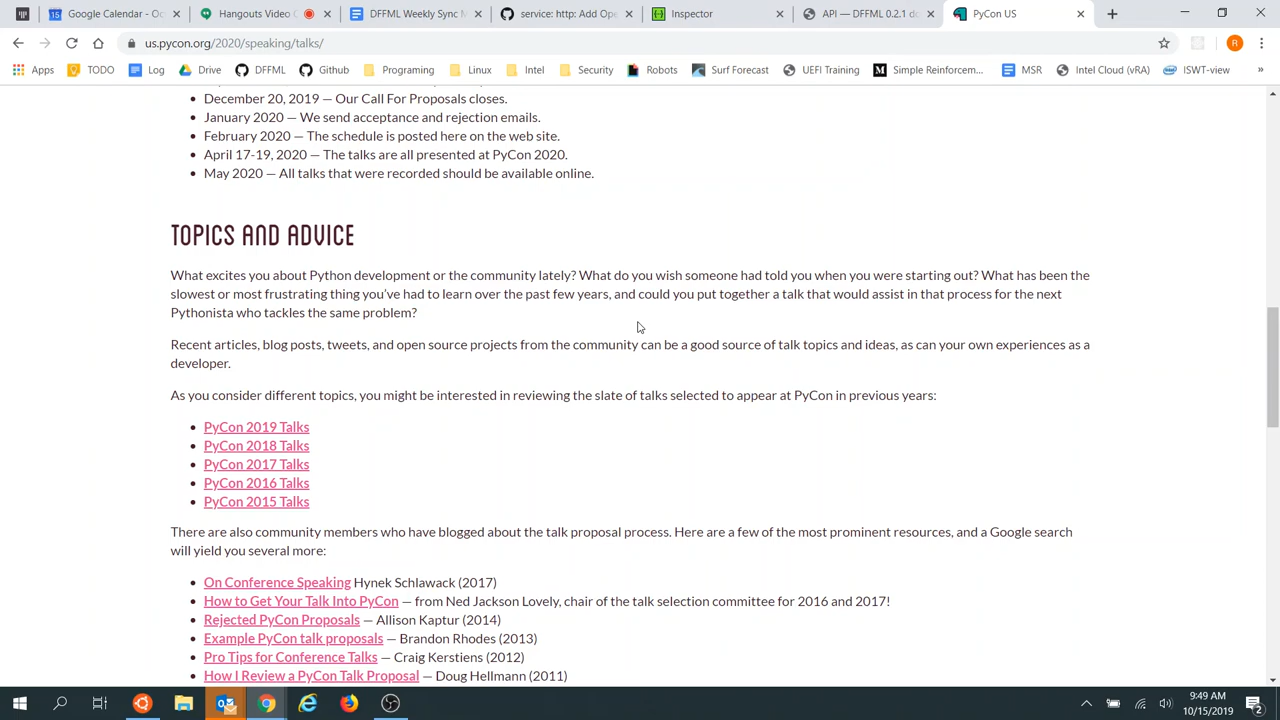 Google Calendar - Oc
Hangouts Video C
DFFML Weekly Sync M
service: http: Add Ope
Inspector
API — DFFML 0.2.1 do
PyCon US
us.pycon.org/2020/speaking/talks/
Apps TODO Log Drive DFFML Github Programing Linux Intel Security Robots Surf Forecast UEFI Training Simple Reinforcem... MSR Intel Cloud (vRA) ISWT-view »
December 20, 2019 — Our Call For Proposals closes.
January 2020 — We send acceptance and rejection emails.
February 2020 — The schedule is posted here on the web site.
April 17-19, 2020 — The talks are all presented at PyCon 2020.
May 2020 — All talks that were recorded should be available online.
TOPICS AND ADVICE
What excites you about Python development or the community lately? What do you wish someone had told you when you were starting out? What has been the
slowest or most frustrating thing you've had to learn over the past few years, and could you put together a talk that would assist in that process for the next
Pythonista who tackles the same problem?
Recent articles, blog posts, tweets, and open source projects from the community can be a good source of talk topics and ideas, as can your own experiences as a
developer.
As you consider different topics, you might be interested in reviewing the slate of talks selected to appear at PyCon in previous years:
PyCon 2019 Talks
PyCon 2018 Talks
PyCon 2017 Talks
PyCon 2016 Talks
PyCon 2015 Talks
There are also community members who have blogged about the talk proposal process. Here are a few of the most prominent resources, and a Google search
will yield you several more:
On Conference Speaking Hynek Schlawack (2017)
How to Get Your Talk Into PyCon — from Ned Jackson Lovely, chair of the talk selection committee for 2016 and 2017!
Rejected PyCon Proposals — Allison Kaptur (2014)
Example PyCon talk proposals — Brandon Rhodes (2013)
Pro Tips for Conference Talks — Craig Kerstiens (2012)
How I Review a PyCon Talk Proposal — Doug Hellmann (2011)
9:49 AM
10/15/2019